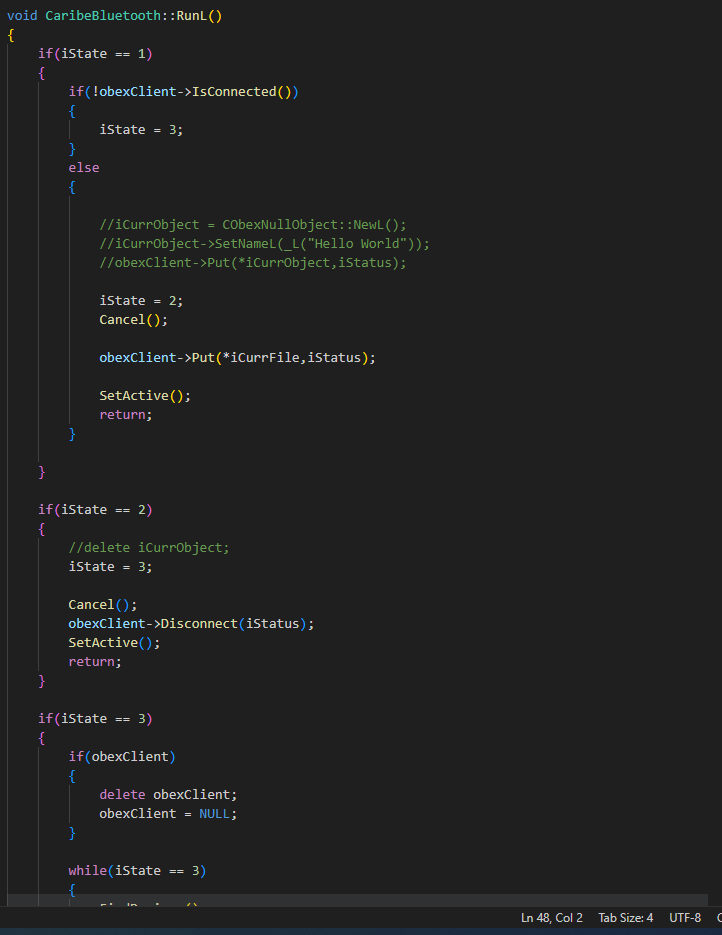 void CaribeBluetooth::RunL()
{
if(iState == 1)
{
if(!obexClient->IsConnected())
{
iState = 3;
}
else
{
//iCurrObject = CObexNullObject::NewL();
//iCurrObject->SetNameL(_L("Hello World"));
//obexClient->Put(*iCurrObject,iStatus);
iState = 2;
Cancel();
obexClient->Put(*iCurrFile,iStatus);
SetActive();
return;
}
}
if(iState == 2)
{
//delete iCurrObject;
iState = 3;
Cancel();
obexClient->Disconnect(iStatus);
SetActive();
return;
}
if(iState == 3)
{
if(obexClient)
{
delete obexClient;
obexClient = NULL;
}
while(iState == 3)
{
Ln 48, Col 2 Tab Size: 4 UTF-8